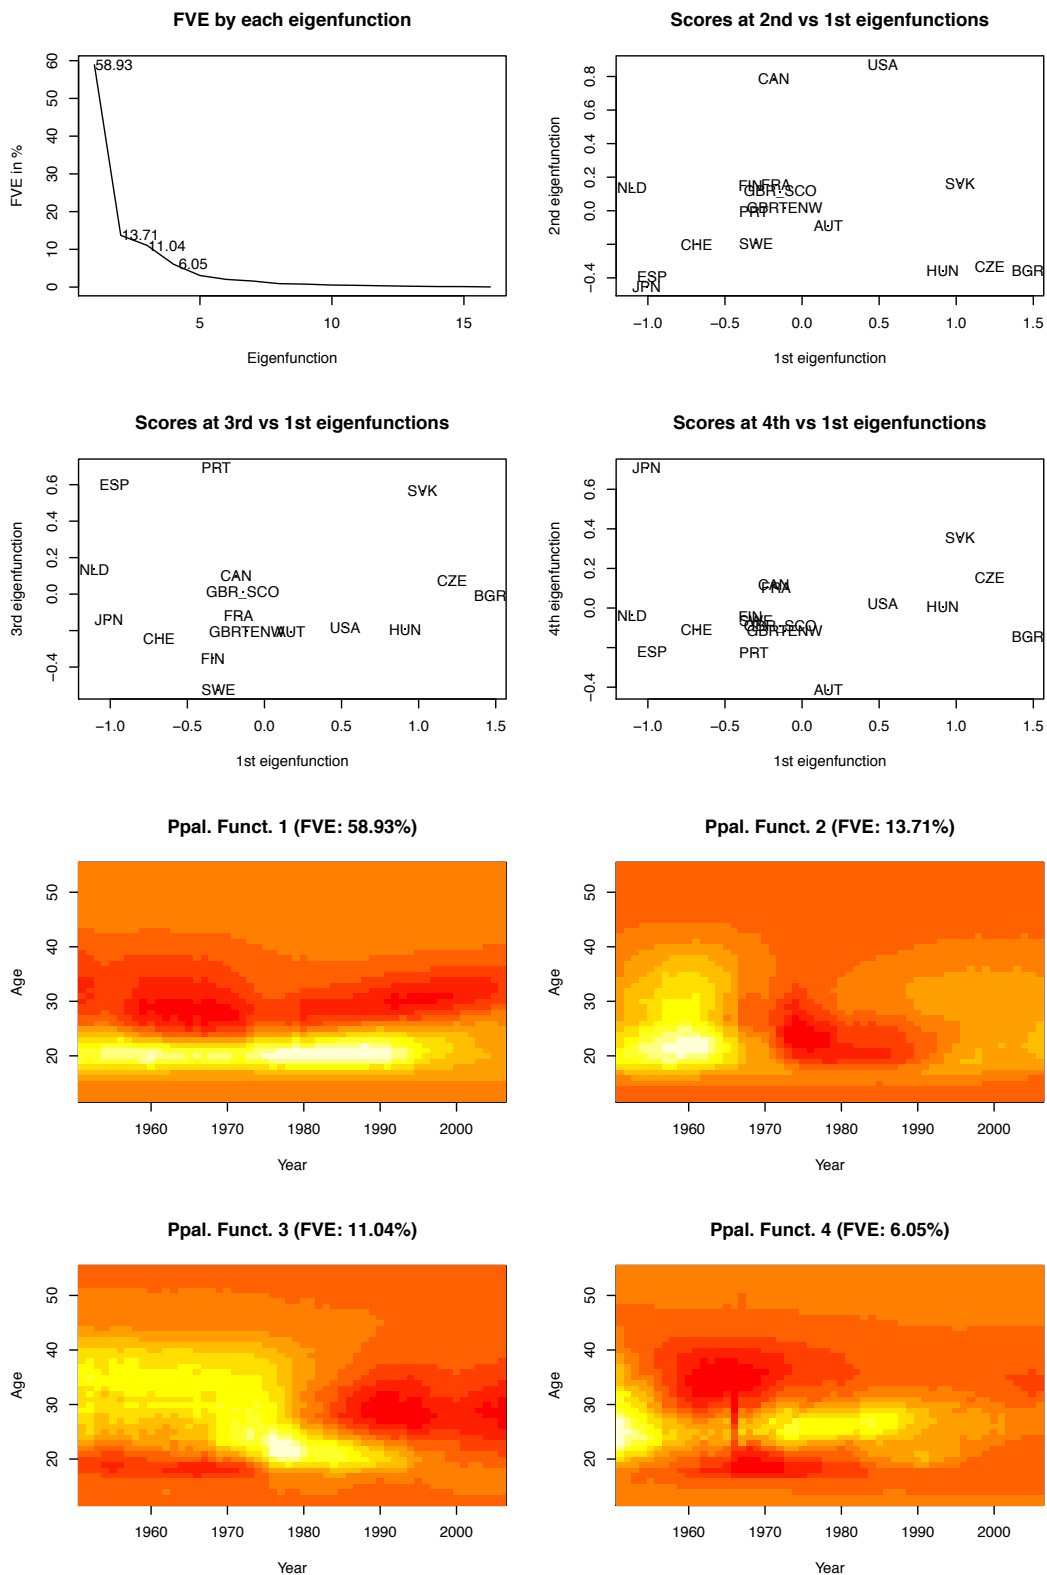 FVE by each eigenfunction
FVE in %
60
50
40
30
20
10
0
58.93
13.71
11.04
6.05
5
10
15
Eigenfunction
Scores at 2nd vs 1st eigenfunctions
2nd eigenfunction
0.8
0.6
0.4
0.2
0.0
−0.4
USA
CAN
NLD
FIN
FRA
SVK
GBR_SCO
GBRTENW
PRT
AUT
CHE
SWE
CZE
HUN
BGR
ESP
JPN
−1.0
−0.5
0.0
0.5
1.0
1.5
1st eigenfunction
Scores at 3rd vs 1st eigenfunctions
3rd eigenfunction
0.6
0.4
0.2
0.0
−0.4
PRT
ESP
SVK
NLD
CAN
CZE
GBR_SCO
BGR
JPN
FRA
GBRTENW
AUT
USA
HUN
CHE
FIN
SWE
−1.0
−0.5
0.0
0.5
1.0
1.5
1st eigenfunction
Scores at 4th vs 1st eigenfunctions
4th eigenfunction
0.6
0.4
0.2
0.0
−0.4
JPN
SVK
CZE
CAN
FRA
USA
HUN
NLD
FIN
SWE
GBR_SCO
CHE
GBRTENW
BGR
ESP
PRT
AUT
−1.0
−0.5
0.0
0.5
1.0
1.5
1st eigenfunction
Ppal. Funct. 1 (FVE: 58.93%)
Age
50
40
30
20
1960
1970
1980
1990
2000
Year
Ppal. Funct. 2 (FVE: 13.71%)
Age
50
40
30
20
1960
1970
1980
1990
2000
Year
Ppal. Funct. 3 (FVE: 11.04%)
Age
50
40
30
20
1960
1970
1980
1990
2000
Year
Ppal. Funct. 4 (FVE: 6.05%)
Age
50
40
30
20
1960
1970
1980
1990
2000
Year